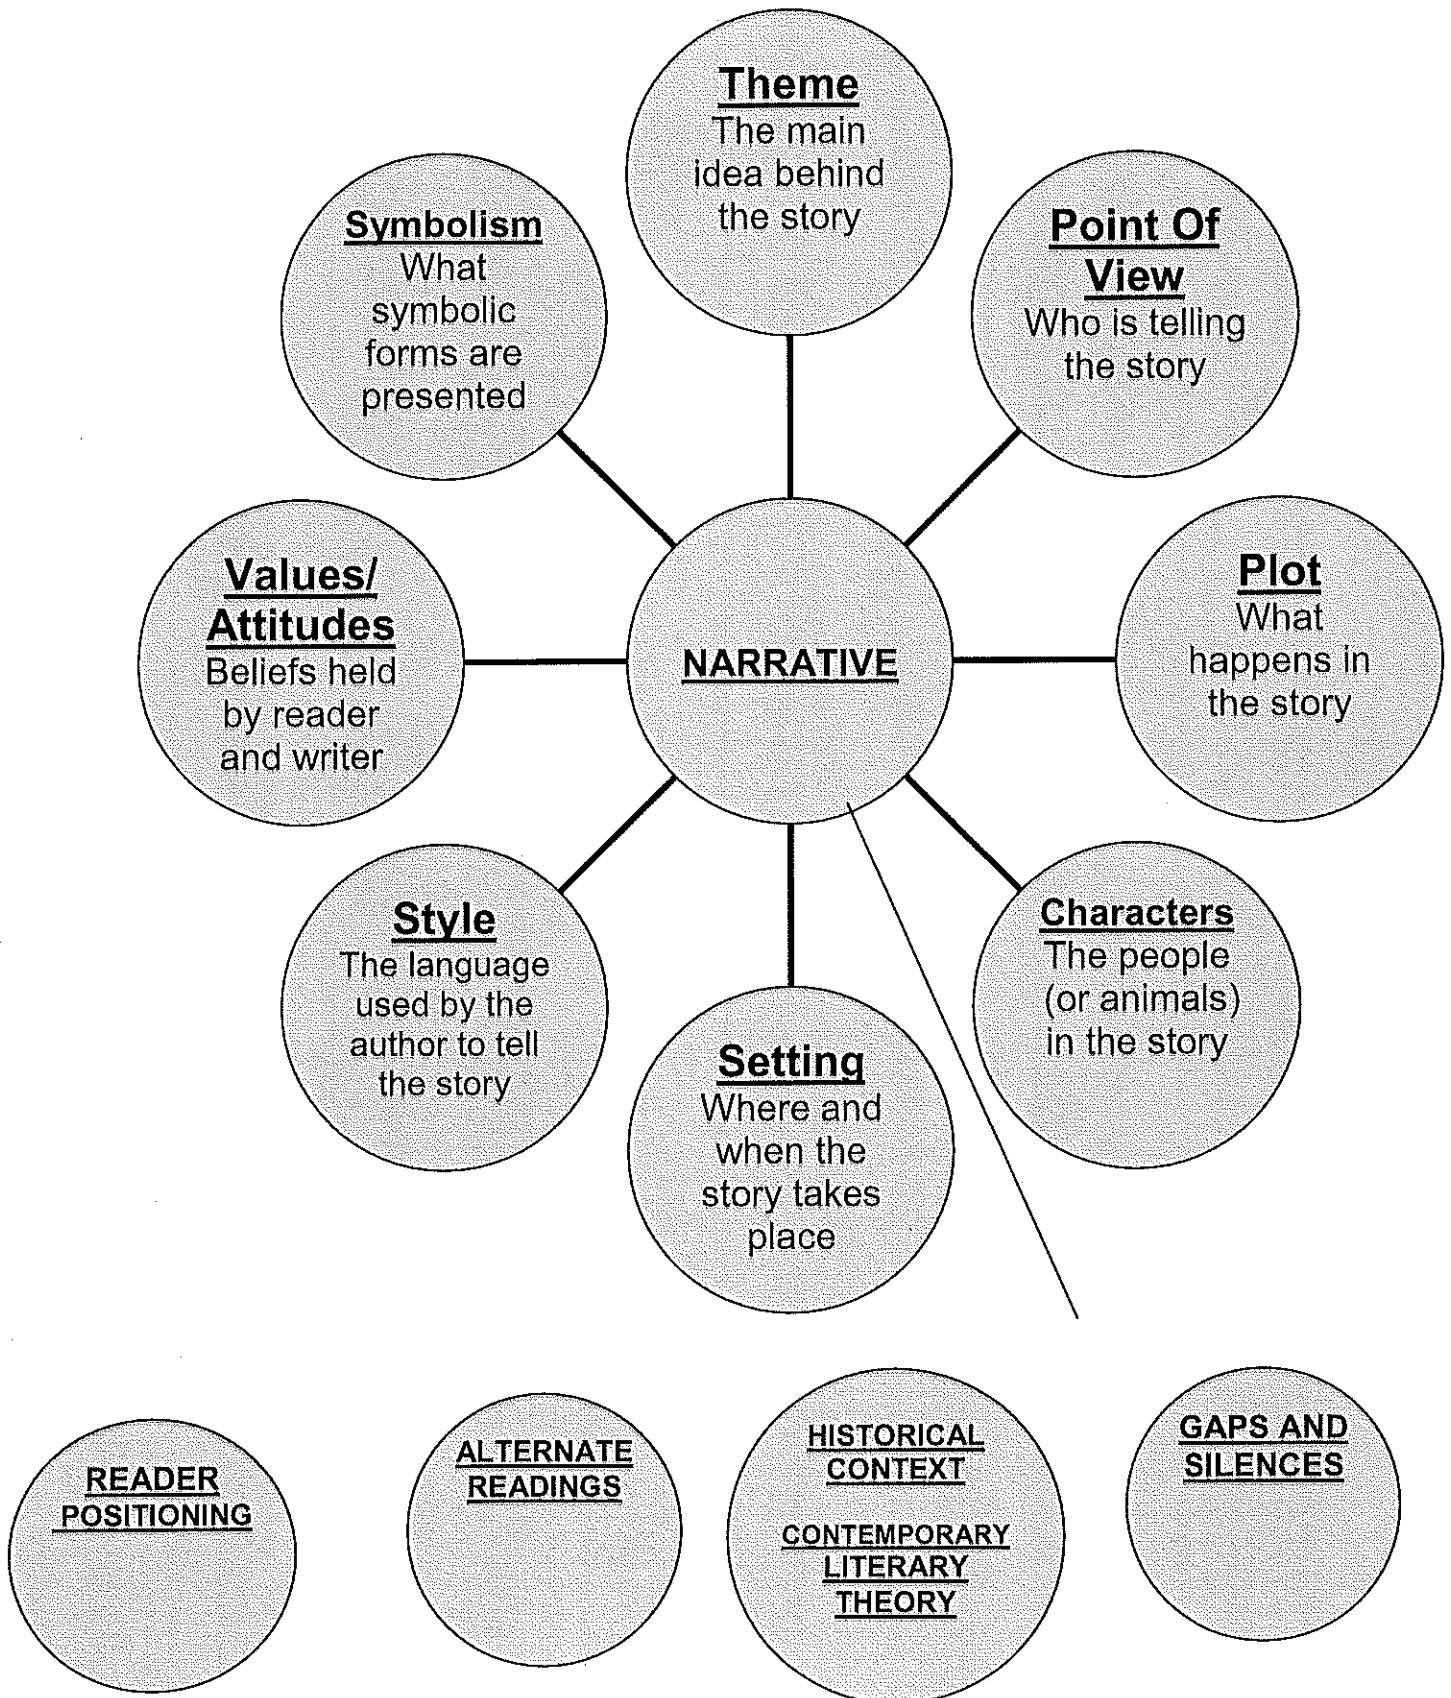 Theme
The main
idea behind
the story
Point Of
View
Who is telling
the story
Plot
What
happens in
the story
Characters
The people
(or animals)
in the story
Setting
Where and
when the
story takes
place
Style
The language
used by the
author to tell
the story
Values/
Attitudes
Beliefs held
by reader
and writer
Symbolism
What
symbolic
forms are
presented
NARRATIVE
READER
POSITIONING
ALTERNATE
READINGS
HISTORICAL
CONTEXT
CONTEMPORARY
LITERARY
THEORY
GAPS AND
SILENCES